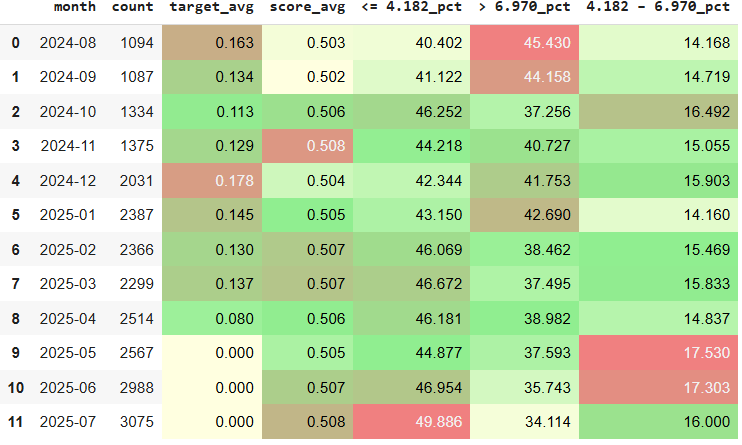 month count target_avg score_avg <= 4.182_pct > 6.970_pct 4.182 – 6.970_pct
0 2024-08 1094 0.163 0.503 40.402 45.430 14.168
1 2024-09 1087 0.134 0.502 41.122 44.158 14.719
2 2024-10 1334 0.113 0.506 46.252 37.256 16.492
3 2024-11 1375 0.129 0.508 44.218 40.727 15.055
4 2024-12 2031 0.178 0.504 42.344 41.753 15.903
5 2025-01 2387 0.145 0.505 43.150 42.690 14.160
6 2025-02 2366 0.130 0.507 46.069 38.462 15.469
7 2025-03 2299 0.137 0.507 46.672 37.495 15.833
8 2025-04 2514 0.080 0.506 46.181 38.982 14.837
9 2025-05 2567 0.000 0.505 44.877 37.593 17.530
10 2025-06 2988 0.000 0.507 46.954 35.743 17.303
11 2025-07 3075 0.000 0.508 49.886 34.114 16.000